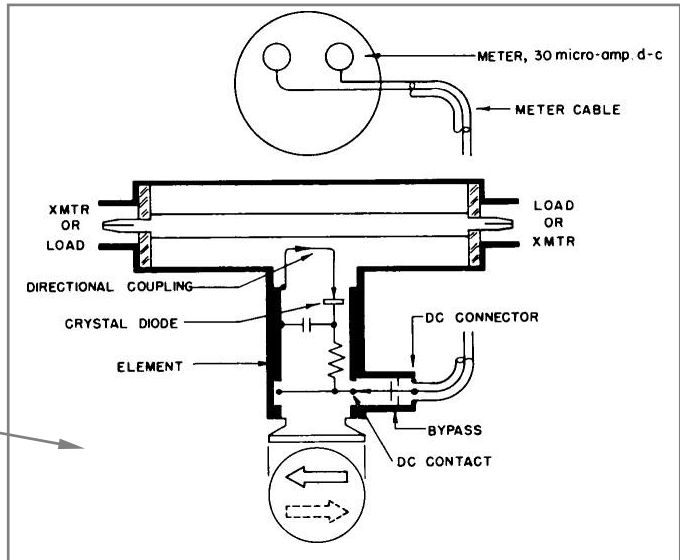 METER, 30 micro-amp. d-c
METER CABLE
XMTR
OR
LOAD
LOAD
OR
XMTR
DIRECTIONAL COUPLING
CRYSTAL DIODE
DC CONNECTOR
ELEMENT
BYPASS
DC CONTACT